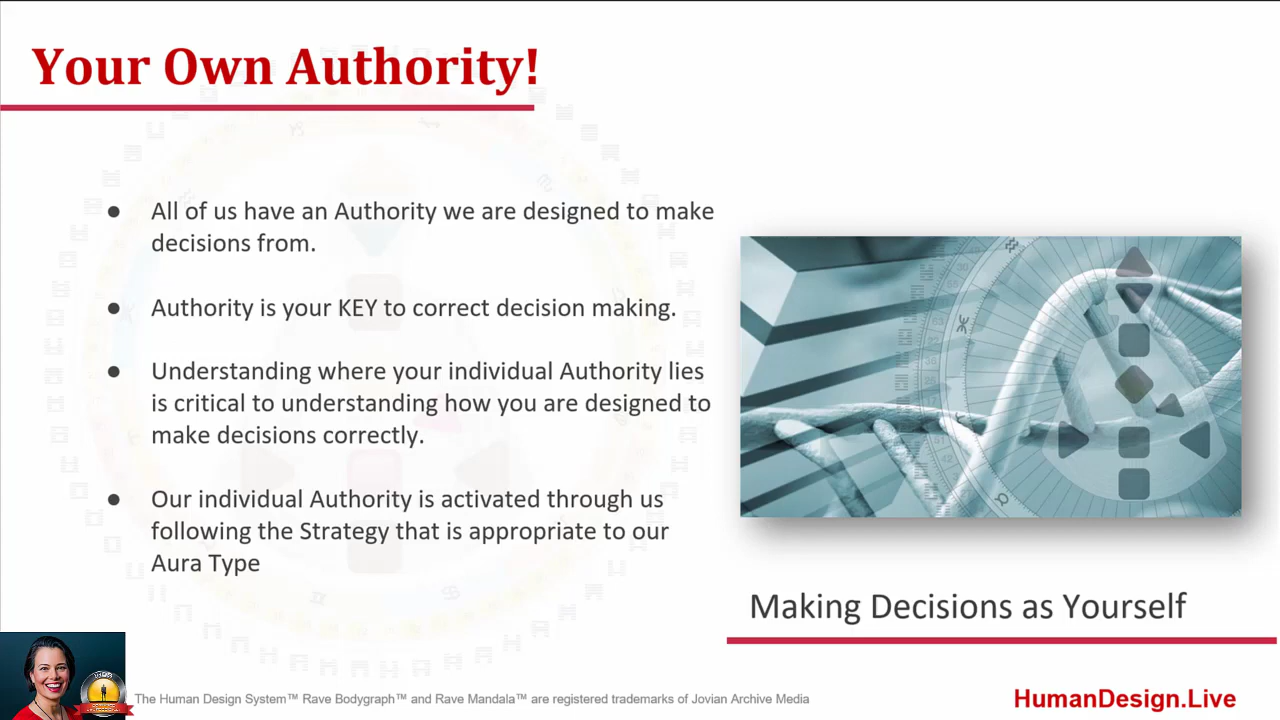 Your Own Authority!
● All of us have an Authority we are designed to make
decisions from.
● Authority is your KEY to correct decision making.
● Understanding where your individual Authority lies
is critical to understanding how you are designed to
make decisions correctly.
● Our individual Authority is activated through us
following the Strategy that is appropriate to our
Aura Type
Making Decisions as Yourself
The Human Design System™ Rave Bodygraph™ and Rave Mandala™ are registered trademarks of Jovian Archive Media
HumanDesign.Live